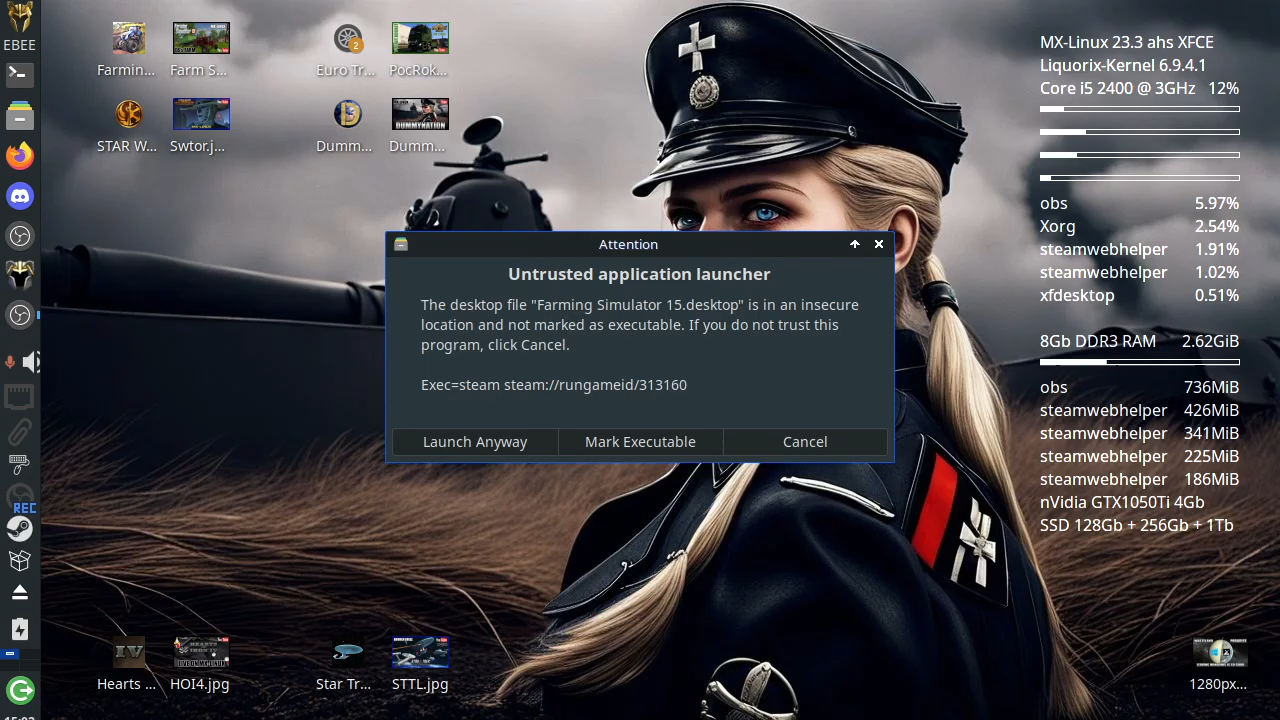 EBEE
Farmin...
Farm S...
Euro Tr...
2
PocRok...
STAR W...
Swtor.j...
Dumm...
DUMMYNATION
Dumm...
MX-Linux 23.3 ahs XFCE
Liquorix-Kernel 6.9.4.1
Core i5 2400 @ 3GHz 12%
obs 5.97%
Xorg 2.54%
steamwebhelper 1.91%
steamwebhelper 1.02%
xfdesktop 0.51%
8Gb DDR3 RAM 2.62GiB
obs 736MiB
steamwebhelper 426MiB
steamwebhelper 341MiB
steamwebhelper 225MiB
steamwebhelper 186MiB
nVidia GTX1050Ti 4Gb
SSD 128Gb + 256Gb + 1Tb
Attention
Untrusted application launcher
The desktop file "Farming Simulator 15.desktop" is in an insecure
location and not marked as executable. If you do not trust this
program, click Cancel.
Exec=steam steam://rungameid/313160
Launch Anyway
Mark Executable
Cancel
REC
IV
Hearts ...
HOI4.jpg
Star Tr...
STTL.jpg
1280px...